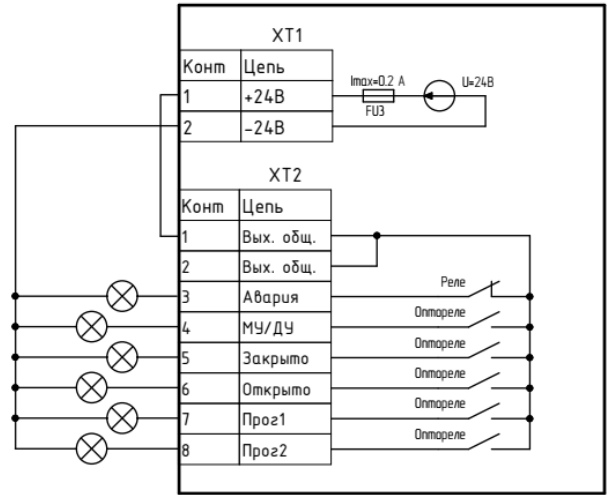 XT1
Конт Цепь
1 +24В
2 -24В
Imax=0.2 А
FU3
U=24В
XT2
Конт Цепь
1 Вых. общ.
2 Вых. общ.
3 Авария Реле
4 МУ/ДУ Оптореле
5 Закрыто Оптореле
6 Открыто Оптореле
7 Прог1 Оптореле
8 Прог2 Оптореле